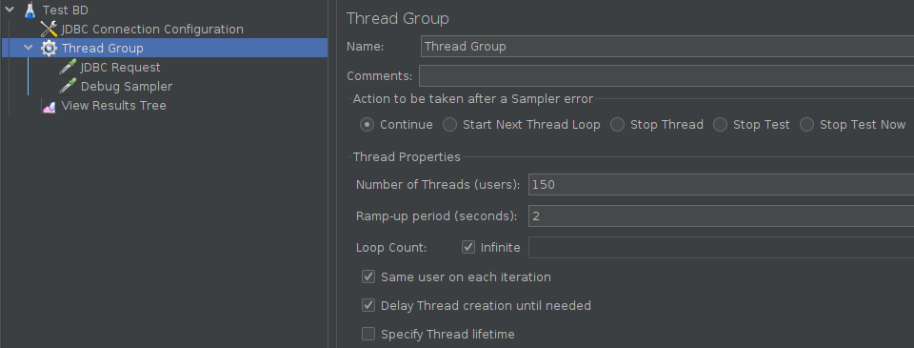 Test BD
JDBC Connection Configuration
Thread Group
JDBC Request
Debug Sampler
View Results Tree
Thread Group
Name: Thread Group
Comments:
Action to be taken after a Sampler error
Continue Start Next Thread Loop Stop Thread Stop Test Stop Test Now
Thread Properties
Number of Threads (users): 150
Ramp-up period (seconds): 2
Loop Count: Infinite
Same user on each iteration
Delay Thread creation until needed
Specify Thread lifetime